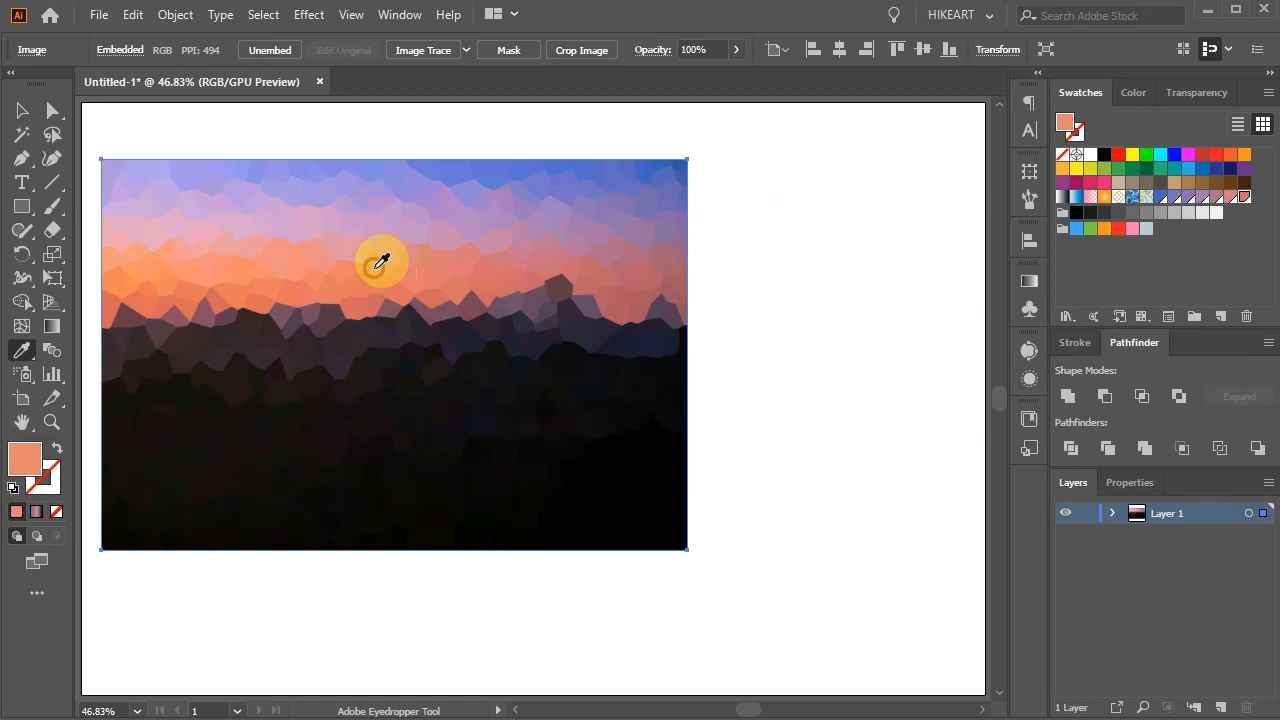 Ai File Edit Object Type Select Effect View Window Help HIKEART Search Adobe Stock
Image Embedded RGB PPI: 494 Unembed Edit Original Image Trace Mask Crop Image Opacity: 100% Transform
Untitled-1* @ 46.83% (RGB/GPU Preview)
Swatches Color Transparency
Stroke Pathfinder
Shape Modes:
Expand
Pathfinders:
Layers Properties
Layer 1
46.83% 1 Adobe Eyedropper Tool 1 Layer